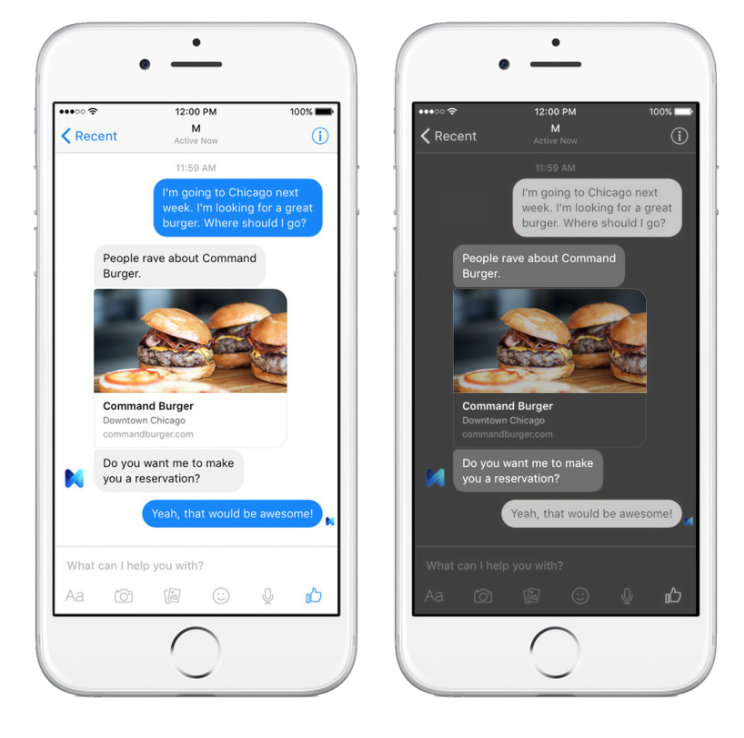 12:00 PM
100%
Recent
M
Active Now
11:59 AM
I'm going to Chicago next
week. I'm looking for a great
burger. Where should I go?
People rave about Command
Burger.
Command Burger
Downtown Chicago
commandburger.com
Do you want me to make
you a reservation?
Yeah, that would be awesome!
What can I help you with?
Aa
12:00 PM
100%
Recent
M
Active Now
11:59 AM
I'm going to Chicago next
week. I'm looking for a great
burger. Where should I go?
People rave about Command
Burger.
Command Burger
Downtown Chicago
commandburger.com
Do you want me to make
you a reservation?
Yeah, that would be awesome!
What can I help you with?
Aa